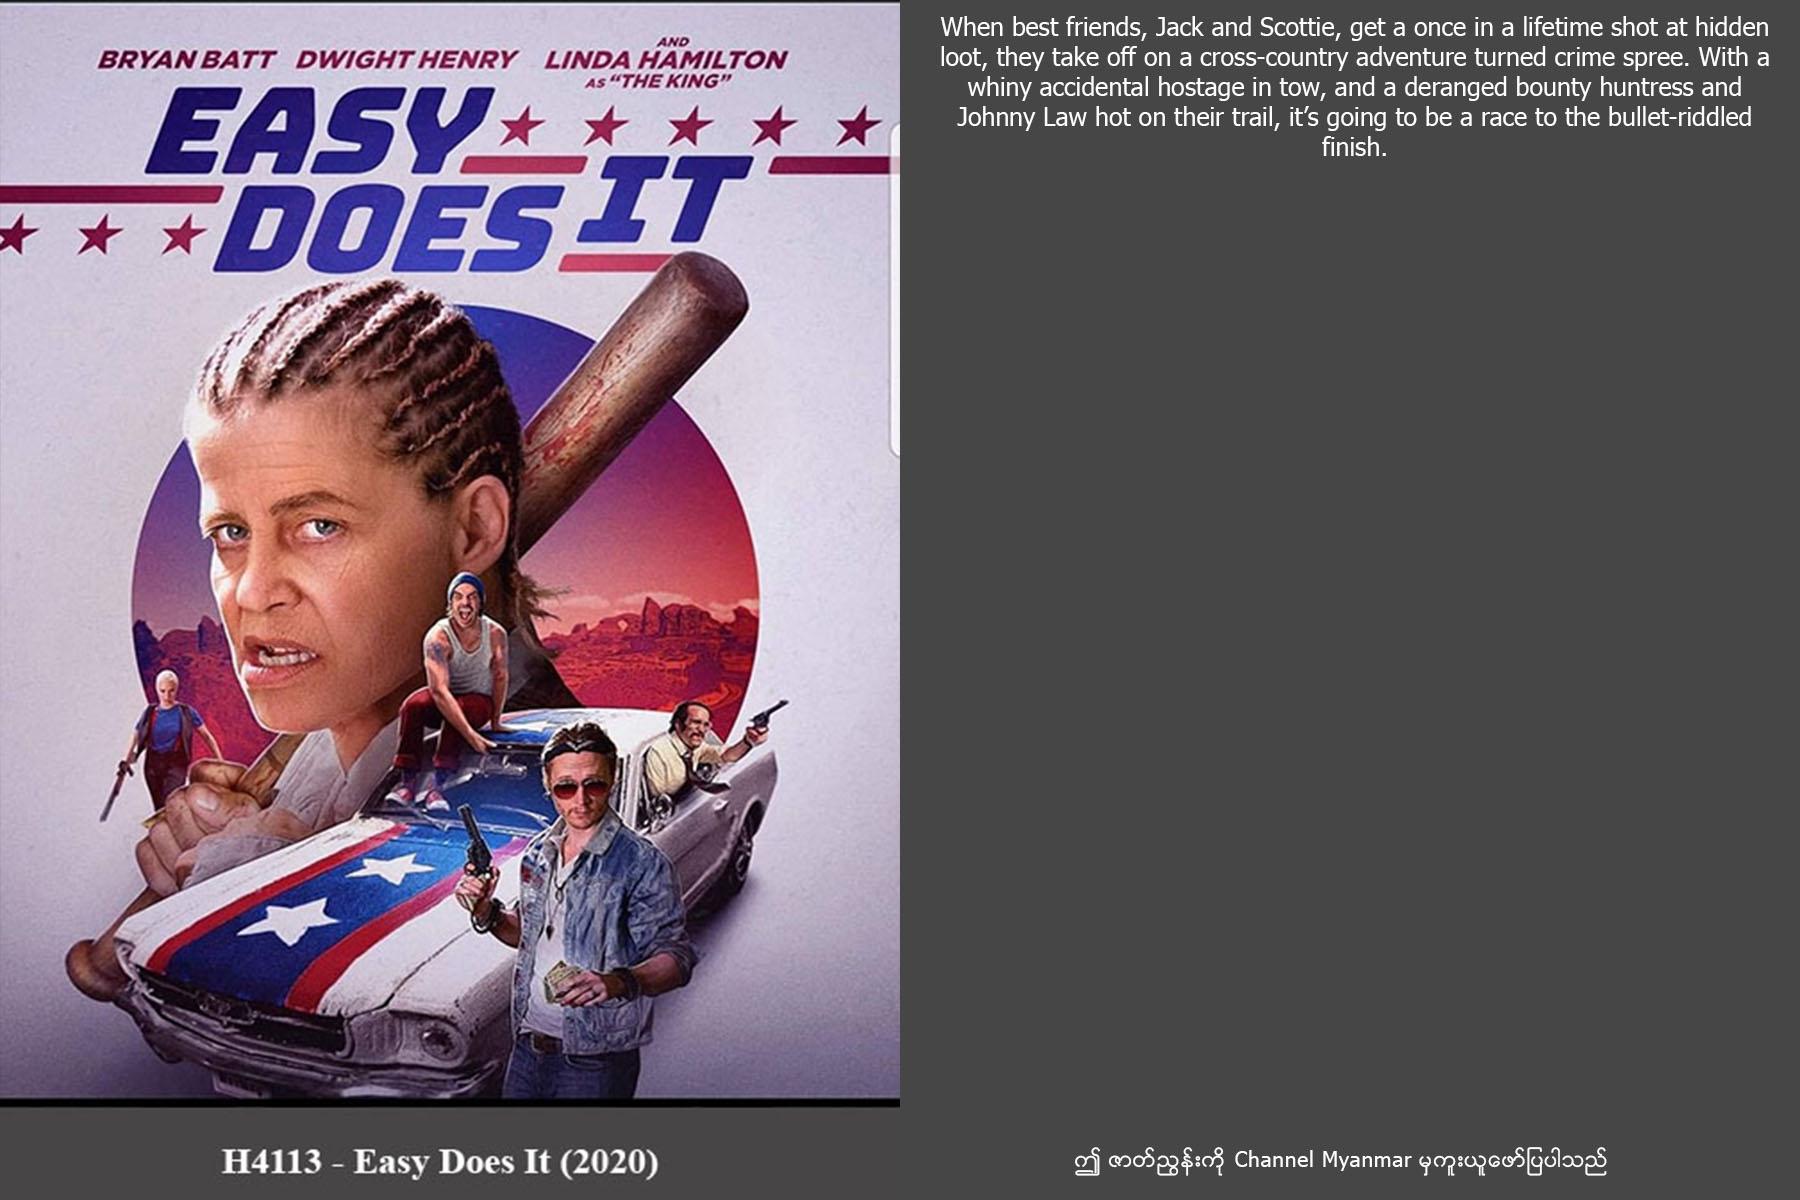 BRYAN BATT DWIGHT HENRY AND LINDA HAMILTON
AS "THE KING"
EASY
DOES IT
H4113 - Easy Does It (2020)
When best friends, Jack and Scottie, get a once in a lifetime shot at hidden
loot, they take off on a cross-country adventure turned crime spree. With a
whiny accidental hostage in tow, and a deranged bounty huntress and
Johnny Law hot on their trail, it’s going to be a race to the bullet-riddled
finish.
ဤ ဇာတ်ညွှန်းကို Channel Myanmar မှကူးယူဖော်ပြပါသည်